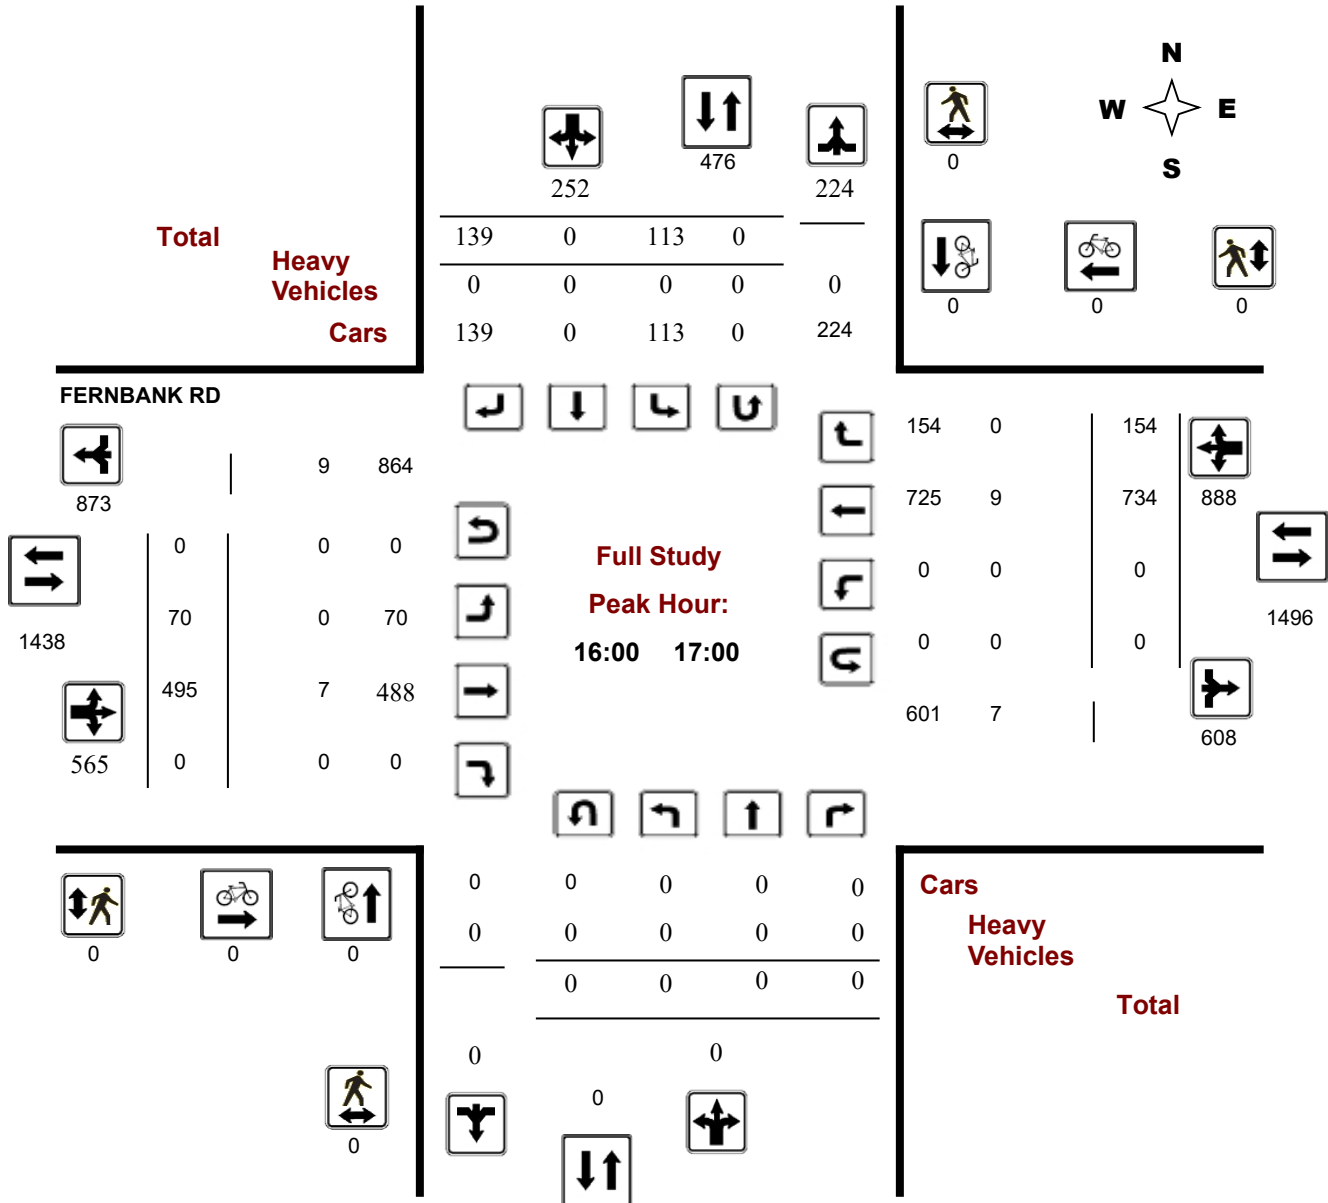 N
W E
S
476
0
252 224
Total 139 0 113 0
Heavy
Vehicles 0 0 0 0 0
0 0 0
Cars 139 0 113 0 224
FERNBANK RD
154 0 154
9 864
873 725 9 734 888
0 0 0
Full Study
0 0 0
Peak Hour:
70 0 70
1438 1496
16:00 17:00
0 0 0
495 7 488
601 7
608
565 0 0 0
0 0 0 0 0
Cars
Heavy
Vehicles
0 0 0 0 0
0 0 0
0 0 0 0
Total
0 0
0
0